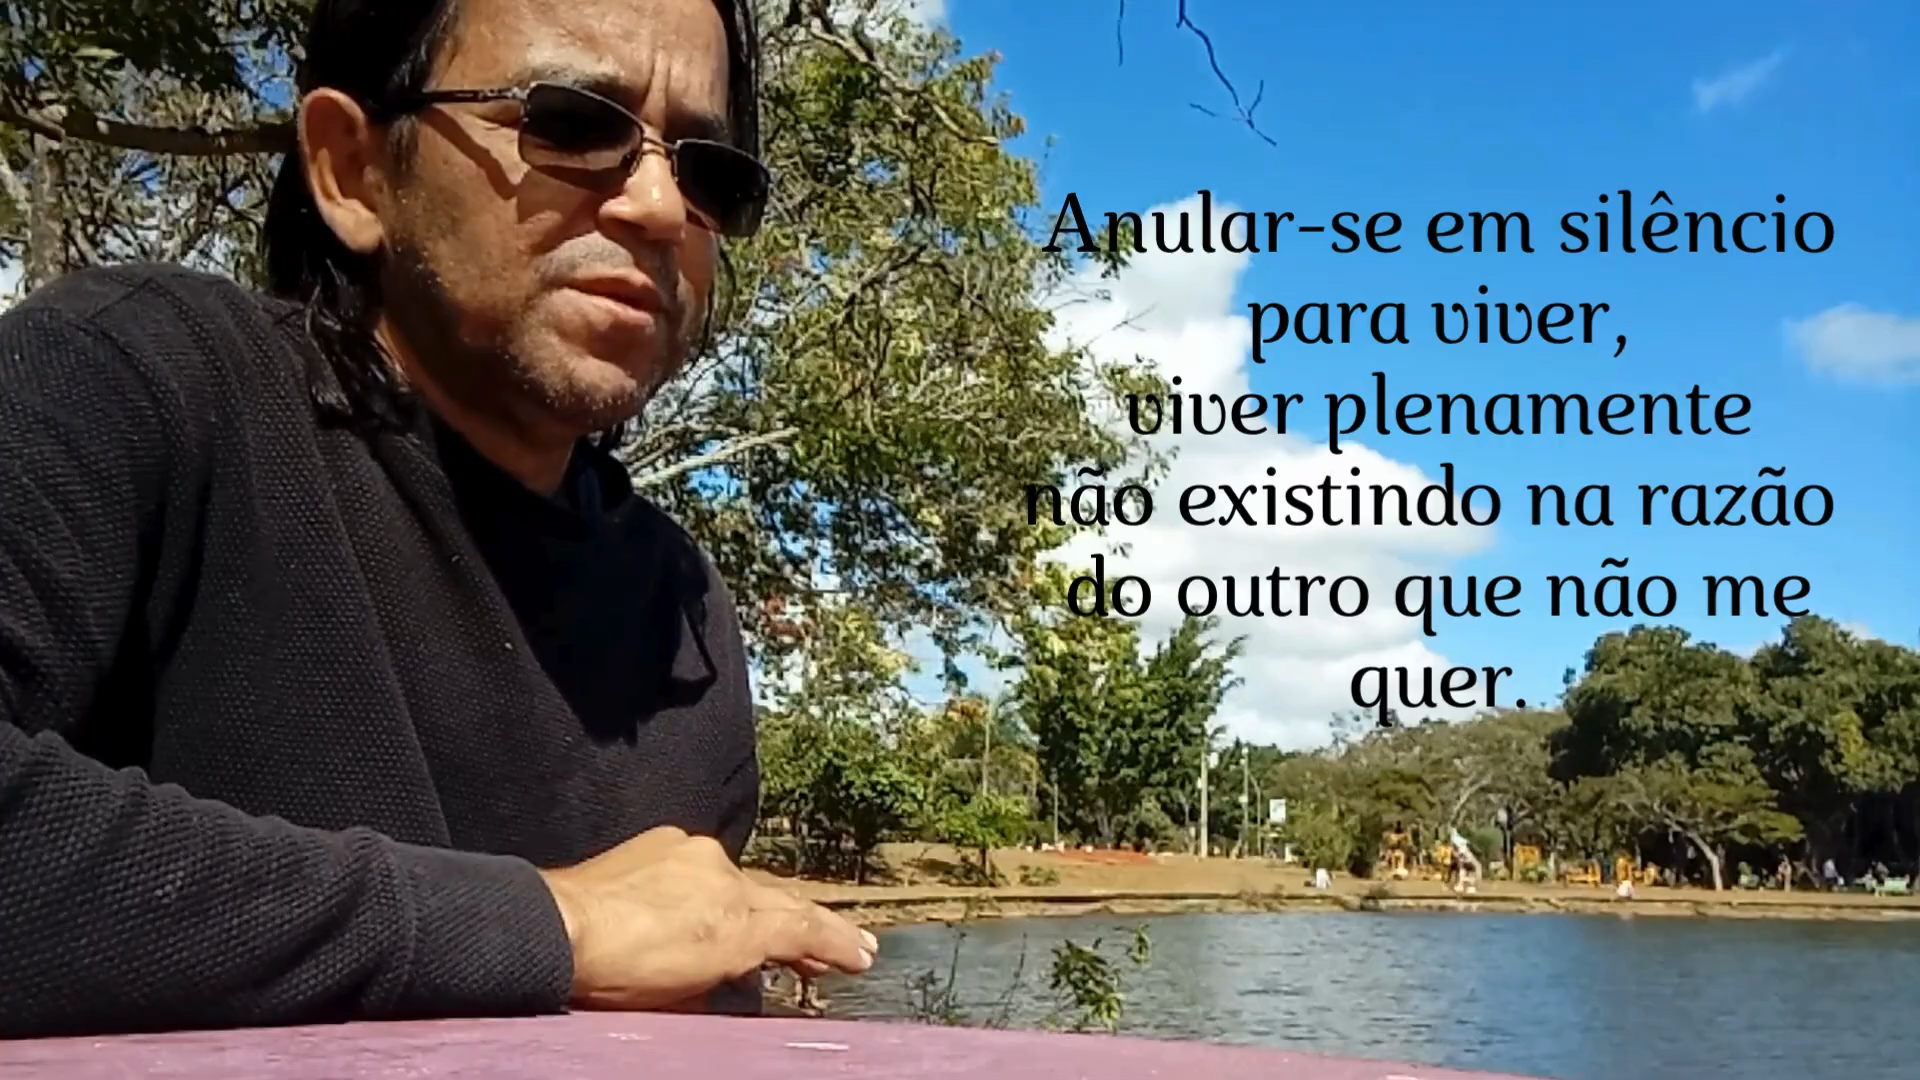 Anular-se em silêncio
para viver,
viver plenamente
não existindo na razão
do outro que não me
quer.